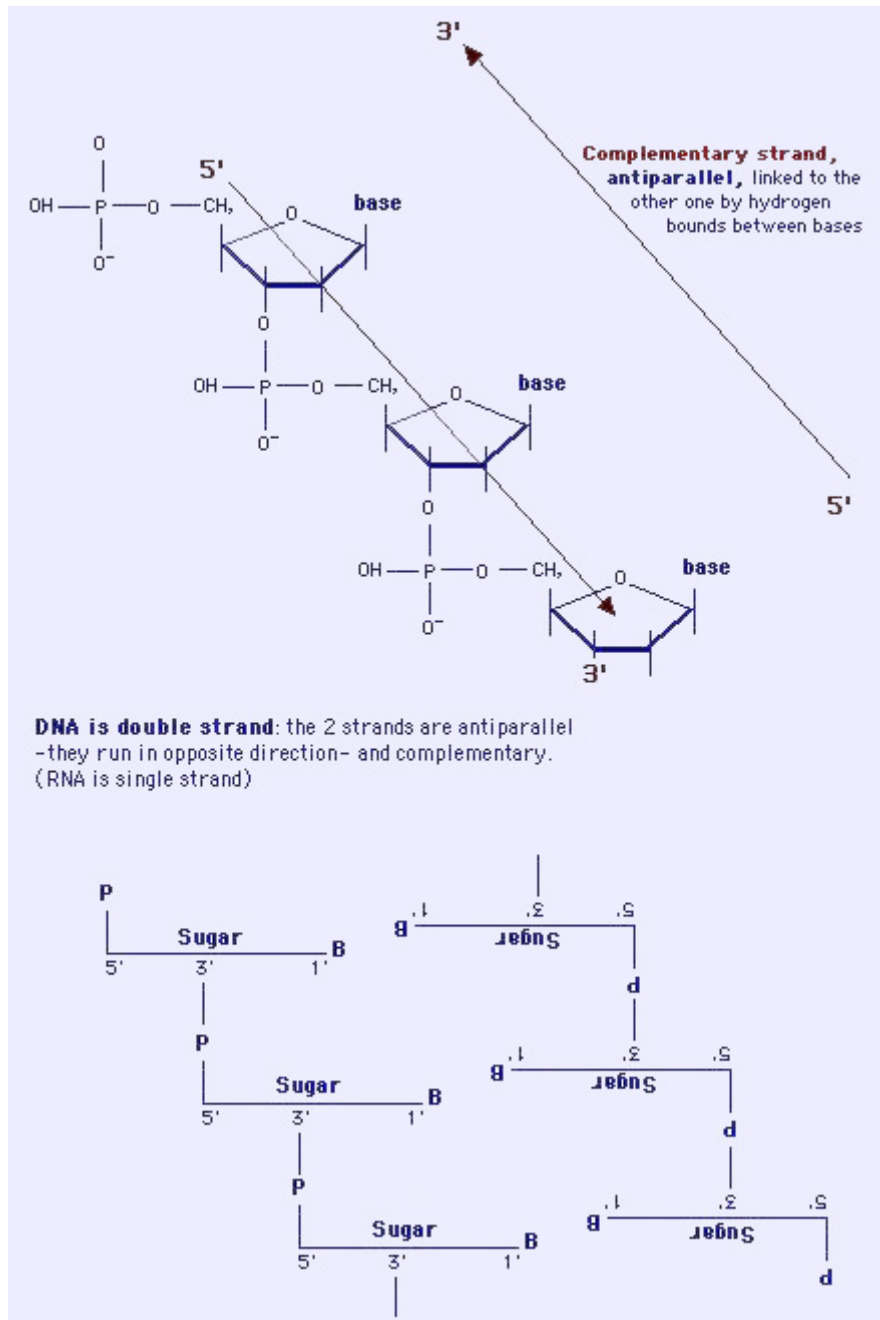 3'
Complementary strand,
antiparallel, linked to the
other one by hydrogen
bounds between bases
O
5'
OH—P—O—CH,
O
base
O⁻
O
OH—P—O—CH,
O
base
O⁻
5'
O
OH—P—O—CH,
O
base
O⁻
3'
DNA is double strand: the 2 strands are antiparallel
-they run in opposite direction- and complementary.
(RNA is single strand)
P
Sugar
B
5' 3' 1'
P
Sugar
B
5' 3' 1'
P
Sugar
B
5' 3' 1'
1' 3' 5'
B
Sugar
P
1' 3' 5'
B
Sugar
P
1' 3' 5'
B
Sugar
P